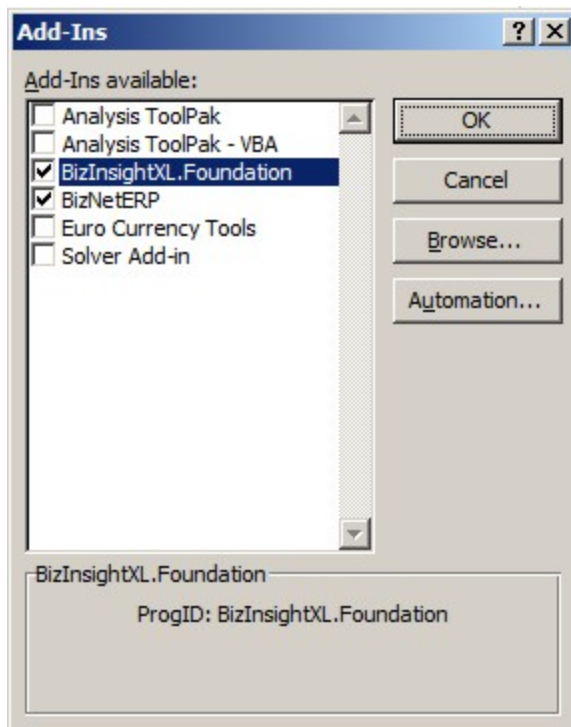 Add-Ins
Add-Ins available:
Analysis ToolPak
Analysis ToolPak - VBA
BizInsightXL.Foundation
BizNetERP
Euro Currency Tools
Solver Add-in
OK
Cancel
Browse...
Automation...
BizInsightXL.Foundation
ProgID: BizInsightXL.Foundation